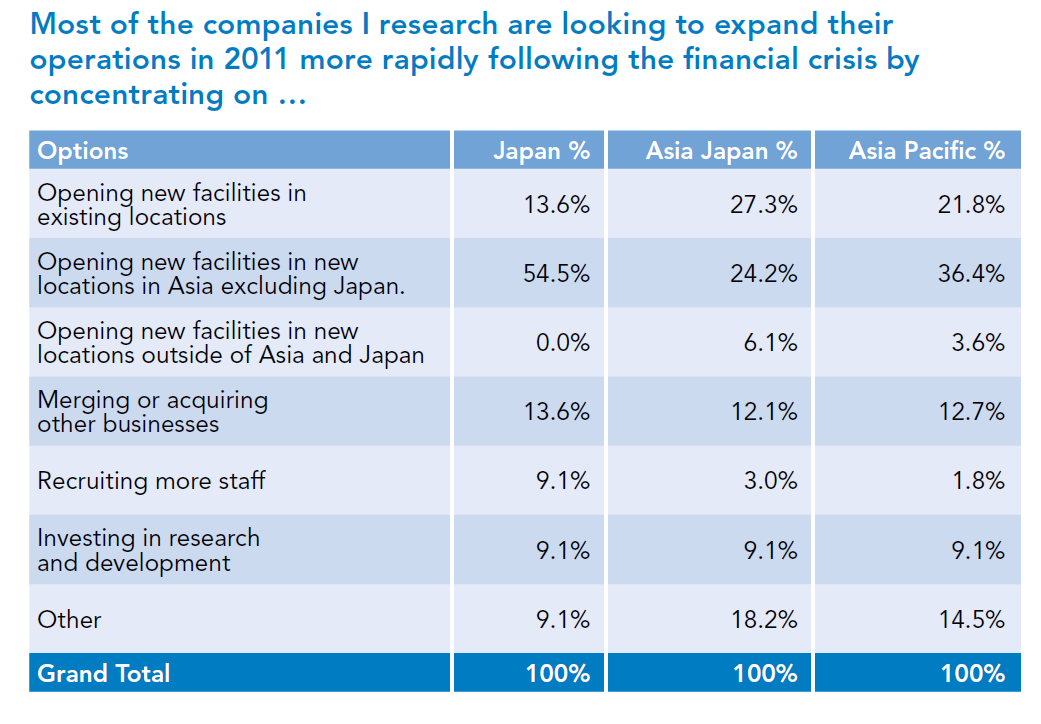 Most of the companies I research are looking to expand their
operations in 2011 more rapidly following the financial crisis by
concentrating on …
Options Japan % Asia Japan % Asia Pacific %
Opening new facilities in
existing locations 13.6% 27.3% 21.8%
Opening new facilities in new
locations in Asia excluding Japan. 54.5% 24.2% 36.4%
Opening new facilities in new
locations outside of Asia and Japan 0.0% 6.1% 3.6%
Merging or acquiring
other businesses 13.6% 12.1% 12.7%
Recruiting more staff 9.1% 3.0% 1.8%
Investing in research
and development 9.1% 9.1% 9.1%
Other 9.1% 18.2% 14.5%
Grand Total 100% 100% 100%